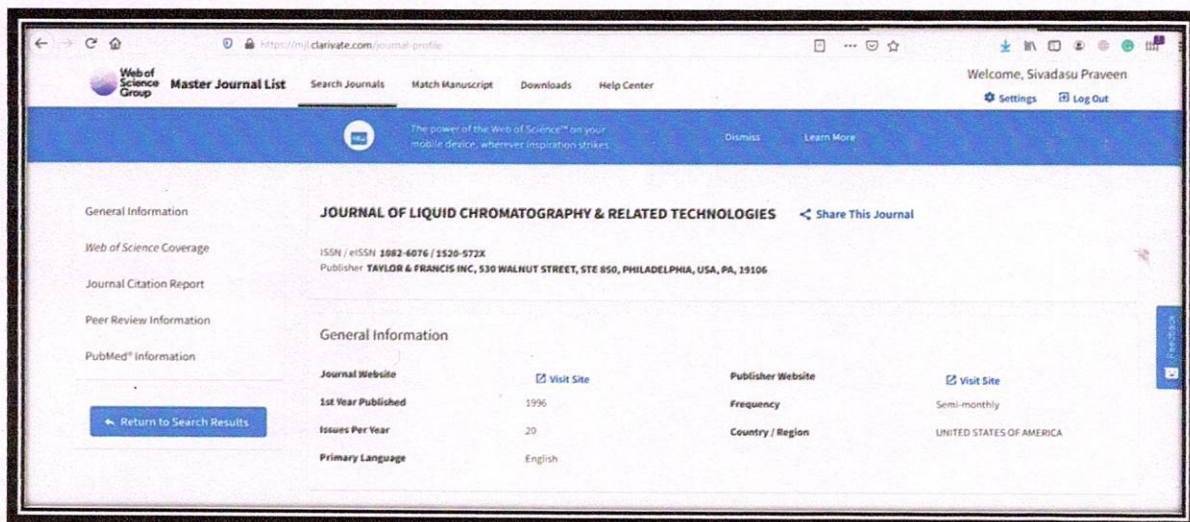 https://mjl.clarivate.com/journal-profile
Web of Science Group
Master Journal List
Search Journals
Match Manuscript
Downloads
Help Center
Welcome, Sivadasu Praveen
Settings
Log Out
The power of the Web of Science™ on your
mobile device, wherever inspiration strikes.
Dismiss
Learn More
General Information
Web of Science Coverage
Journal Citation Report
Peer Review Information
PubMed® Information
Return to Search Results
JOURNAL OF LIQUID CHROMATOGRAPHY & RELATED TECHNOLOGIES
Share This Journal
ISSN / eISSN 1082-6076 / 1520-572X
Publisher TAYLOR & FRANCIS INC, 530 WALNUT STREET, STE 850, PHILADELPHIA, USA, PA, 19106
General Information
Journal Website Visit Site
Publisher Website Visit Site
1st Year Published 1996
Frequency Semi-monthly
Issues Per Year 20
Country / Region UNITED STATES OF AMERICA
Primary Language English
Feedback